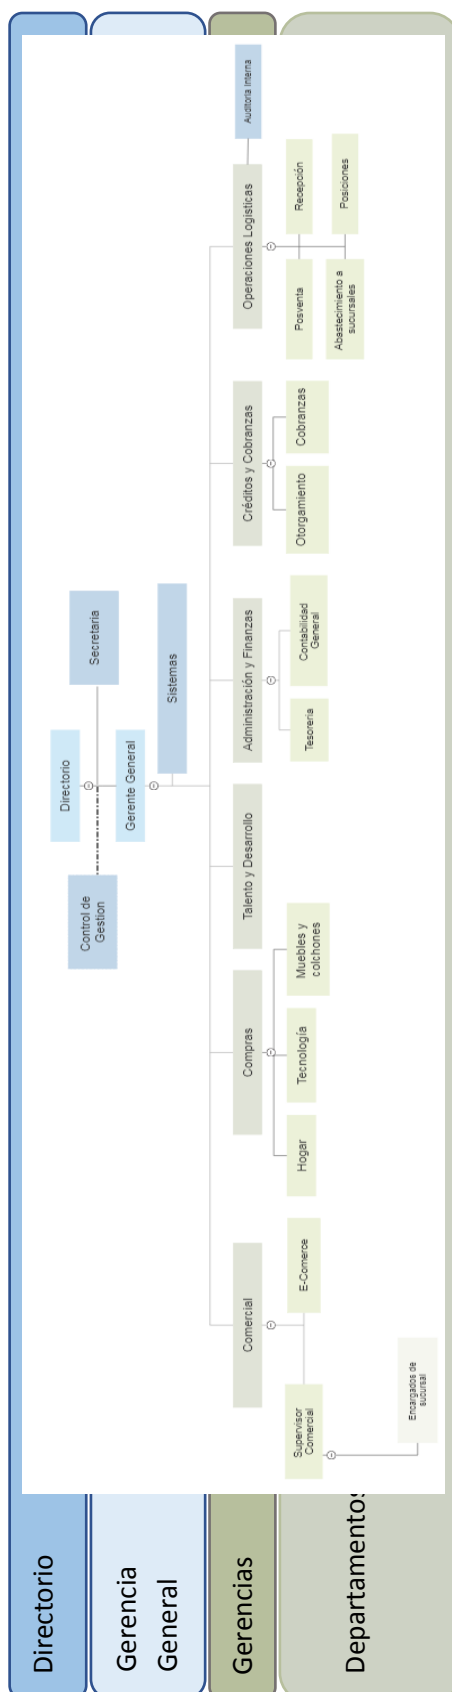 Directorio
Gerencia
General
Gerencias
Departamentos
Directorio
Control de
Gestion
Secretaria
Gerente General
Sistemas
Comercial
Compras
Talento y Desarrollo
Administración y Finanzas
Créditos y Cobranzas
Operaciones Logisticas
Auditoria Interna
Supervisor
Comercial
E-Comerce
Hogar
Tecnología
Muebles y
colchones
Tesorería
Contabilidad
General
Otorgamiento
Cobranzas
Posventa
Recepción
Abastecimiento a
sucursales
Posiciones
Encargados de
sucursal